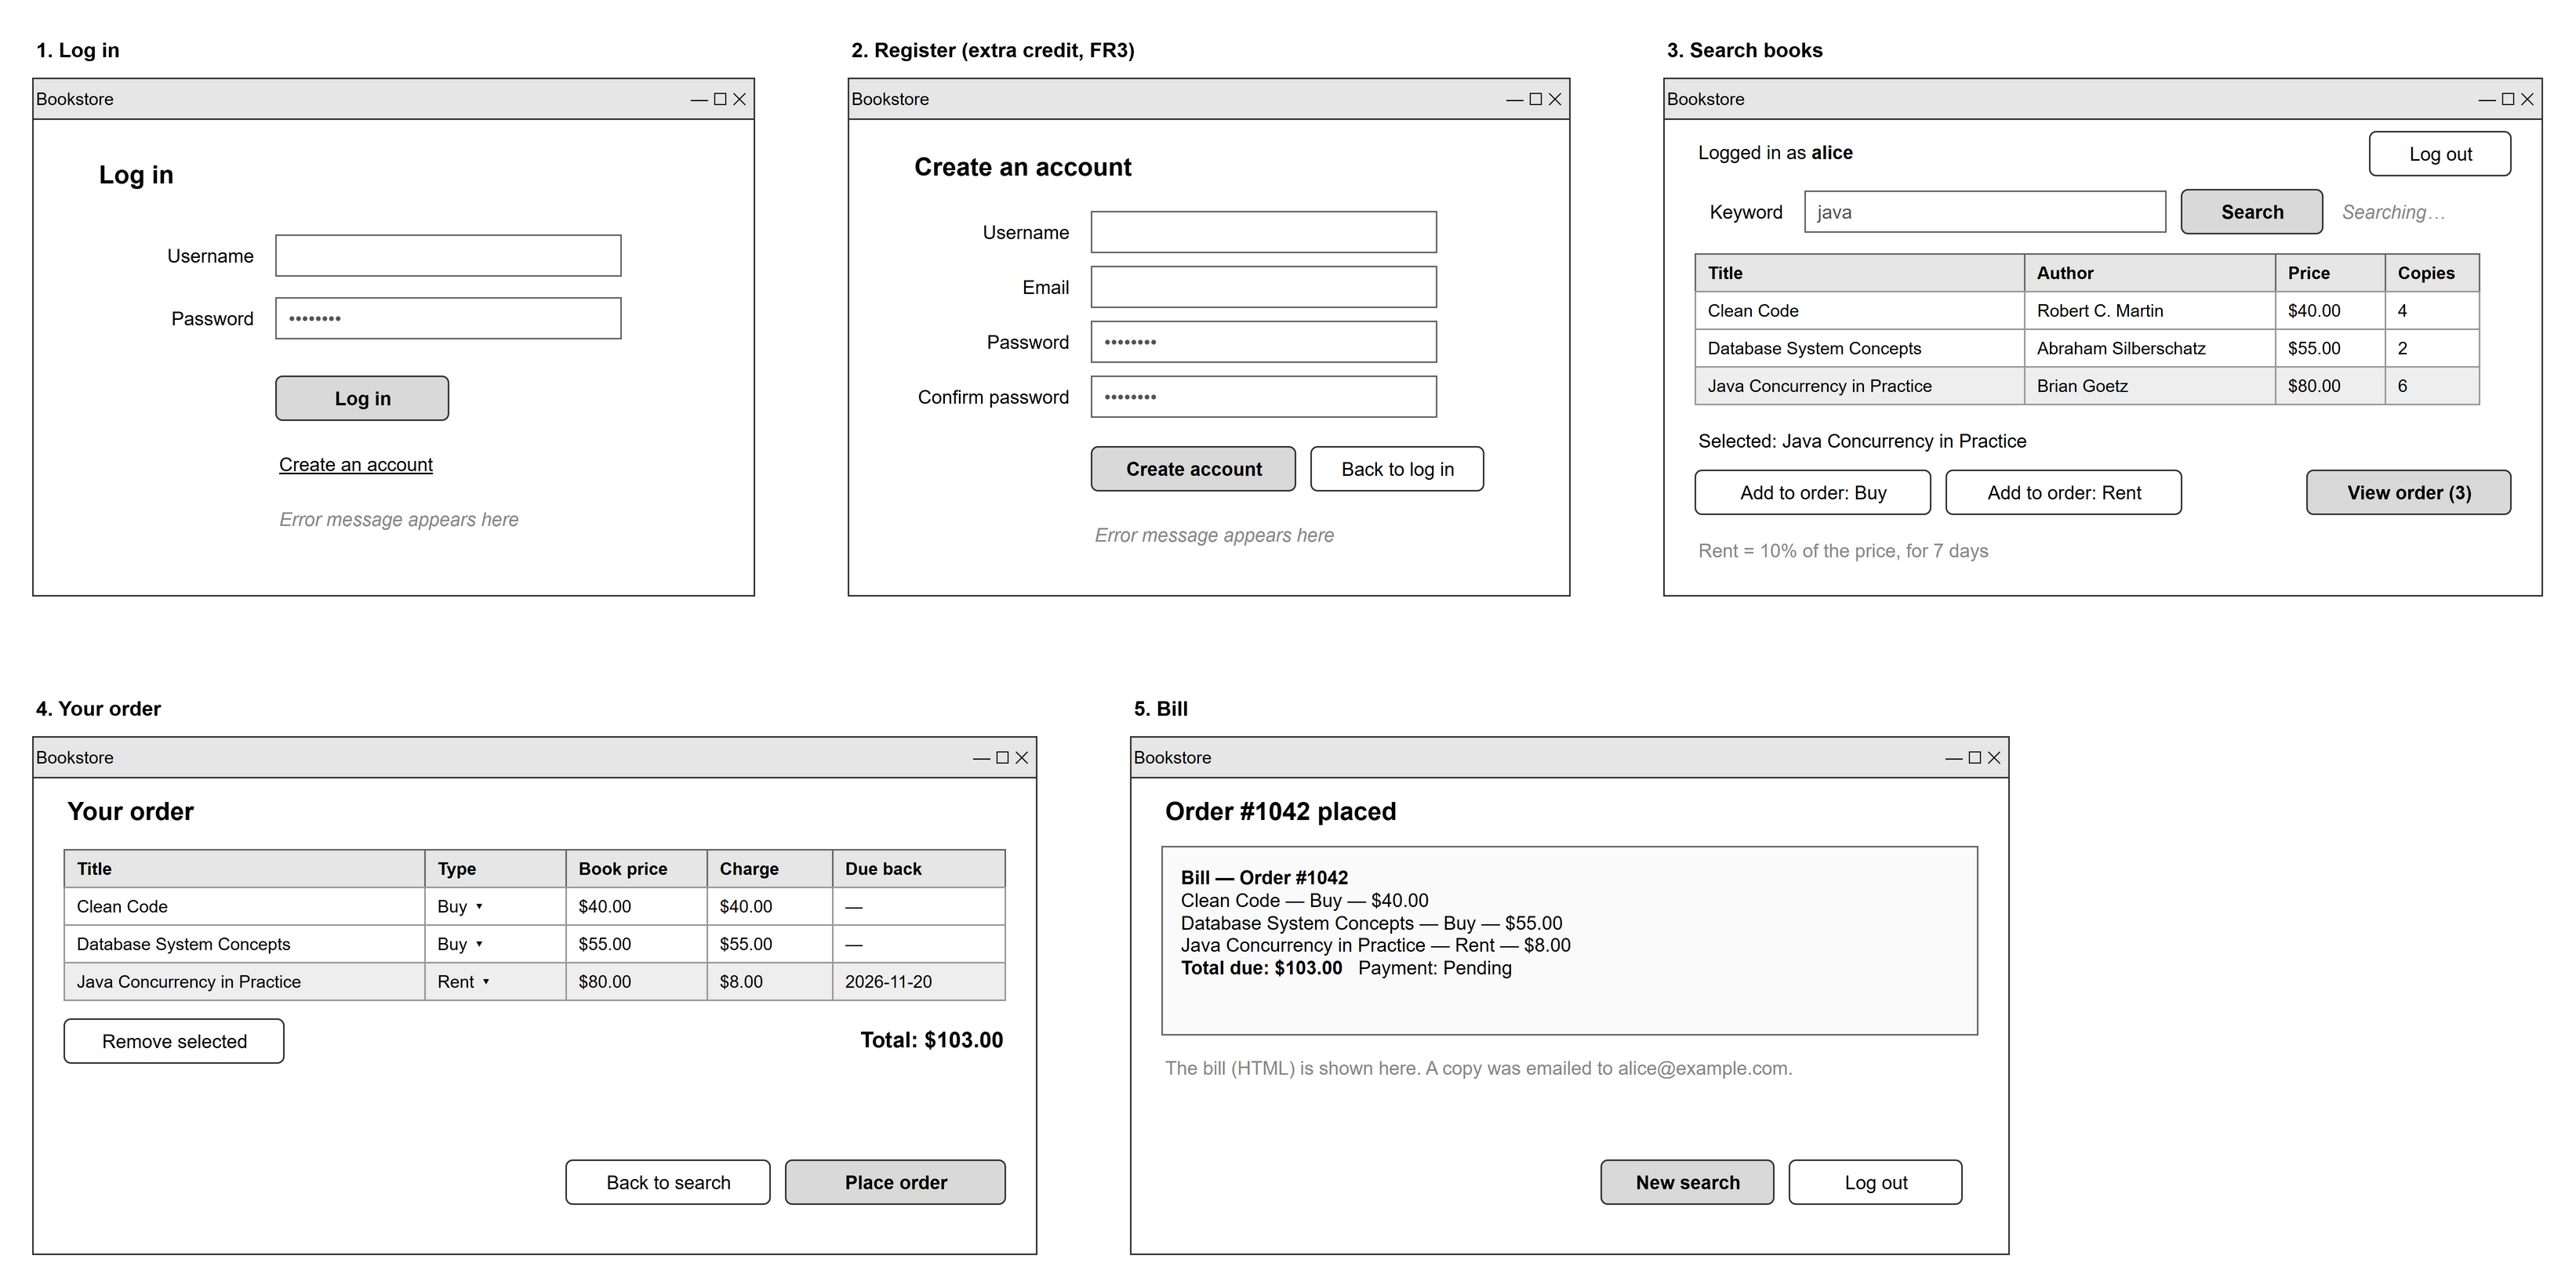 1. Log in
Bookstore
Log in
Username
Password
••••••••
Log in
Create an account
Error message appears here
2. Register (extra credit, FR3)
Bookstore
Create an account
Username
Email
Password
••••••••
Confirm password
••••••••
Create account
Back to log in
Error message appears here
3. Search books
Bookstore
Logged in as alice
Log out
Keyword
java
Search
Searching…
Title Author Price Copies
Clean Code Robert C. Martin $40.00 4
Database System Concepts Abraham Silberschatz $55.00 2
Java Concurrency in Practice Brian Goetz $80.00 6
Selected: Java Concurrency in Practice
Add to order: Buy
Add to order: Rent
View order (3)
Rent = 10% of the price, for 7 days
4. Your order
Bookstore
Your order
Title Type Book price Charge Due back
Clean Code Buy ▾ $40.00 $40.00 —
Database System Concepts Buy ▾ $55.00 $55.00 —
Java Concurrency in Practice Rent ▾ $80.00 $8.00 2026-11-20
Remove selected
Total: $103.00
Back to search
Place order
5. Bill
Bookstore
Order #1042 placed
Bill — Order #1042
Clean Code — Buy — $40.00
Database System Concepts — Buy — $55.00
Java Concurrency in Practice — Rent — $8.00
Total due: $103.00 Payment: Pending
The bill (HTML) is shown here. A copy was emailed to alice@example.com.
New search
Log out